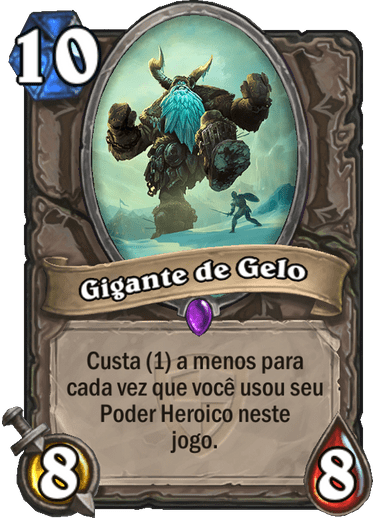 10
Gigante de Gelo
Custa (1) a menos para
cada vez que você usou seu
Poder Heroico neste
jogo.
8
8